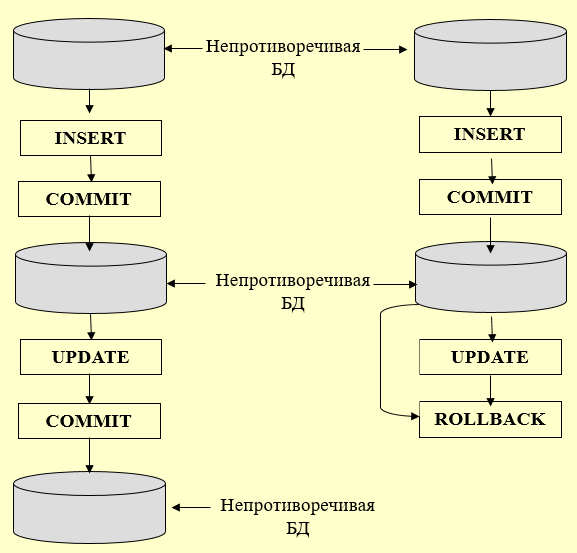 Непротиворечивая
БД
INSERT
INSERT
COMMIT
COMMIT
Непротиворечивая
БД
UPDATE
UPDATE
COMMIT
ROLLBACK
Непротиворечивая
БД